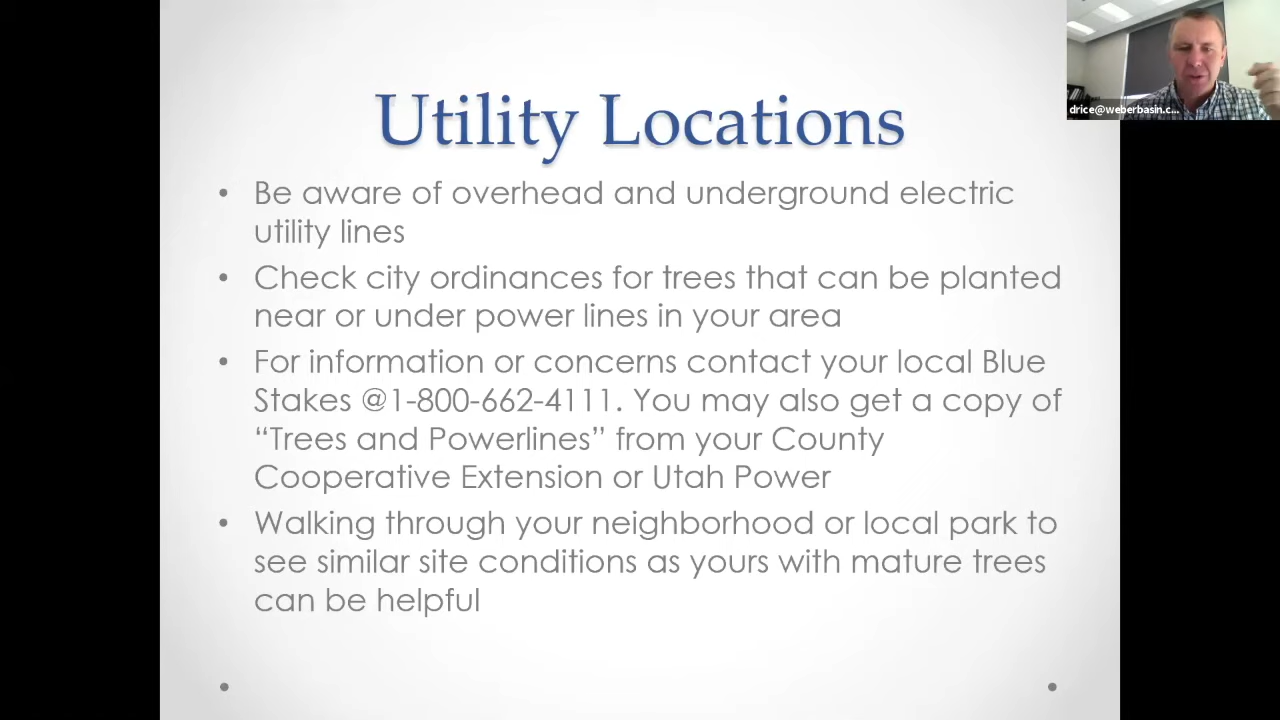 Utility Locations
drice@weberbasin.c...
• Be aware of overhead and underground electric
utility lines
• Check city ordinances for trees that can be planted
near or under power lines in your area
• For information or concerns contact your local Blue
Stakes @1-800-662-4111. You may also get a copy of
“Trees and Powerlines” from your County
Cooperative Extension or Utah Power
• Walking through your neighborhood or local park to
see similar site conditions as yours with mature trees
can be helpful